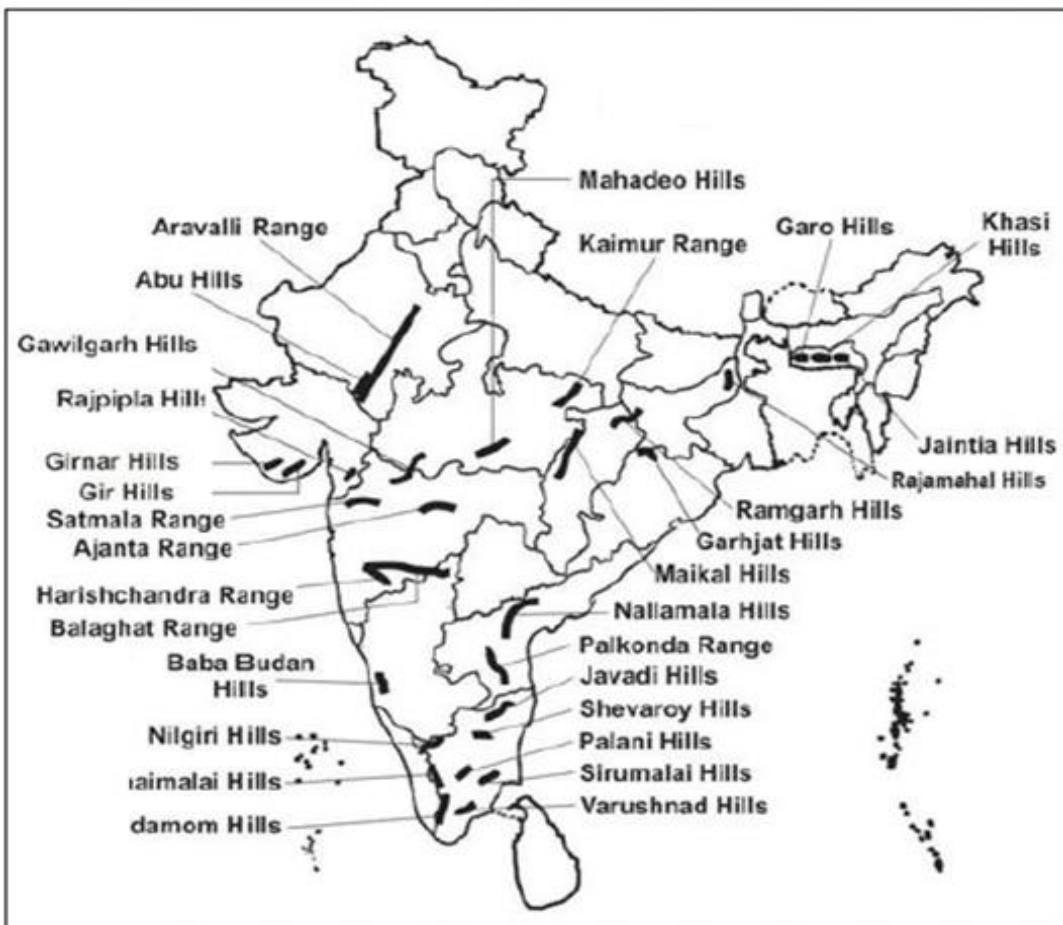 Mahadeo Hills
Aravalli Range
Kaimur Range
Garo Hills
Khasi
Hills
Abu Hills
Gawilgarh Hills
Rajpipla Hills
Girnar Hills
Gir Hills
Satmala Range
Ajanta Range
Jaintia Hills
Rajamahal Hills
Ramgarh Hills
Garhjat Hills
Maikal Hills
Harishchandra Range
Balaghat Range
Nallamala Hills
Palkonda Range
Baba Budan
Hills
Javadi Hills
Shevaroy Hills
Nilgiri Hills
Palani Hills
naimalai Hills
Sirumalai Hills
damom Hills
Varushnad Hills